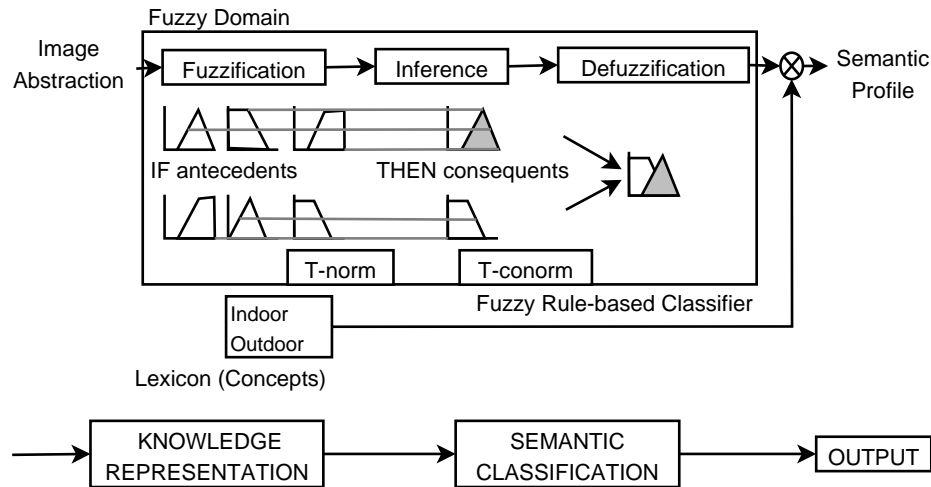 Fuzzy Domain
Image
Abstraction
Fuzzification
Inference
Defuzzification
Semantic
Profile
IF antecedents
THEN consequents
T-norm
T-conorm
Fuzzy Rule-based Classifier
Indoor
Outdoor
Lexicon (Concepts)
KNOWLEDGE
REPRESENTATION
SEMANTIC
CLASSIFICATION
OUTPUT